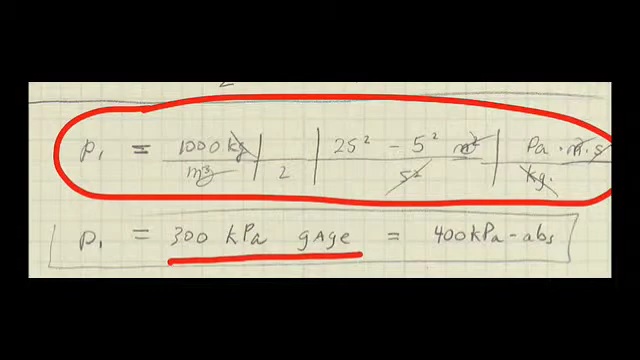 P₁ = 1000 kg/m³ | 2 | 25² - 5² m²/s² | Pa · m · s²/kg
P₁ = 300 kPa gAge = 400 kPa - abs